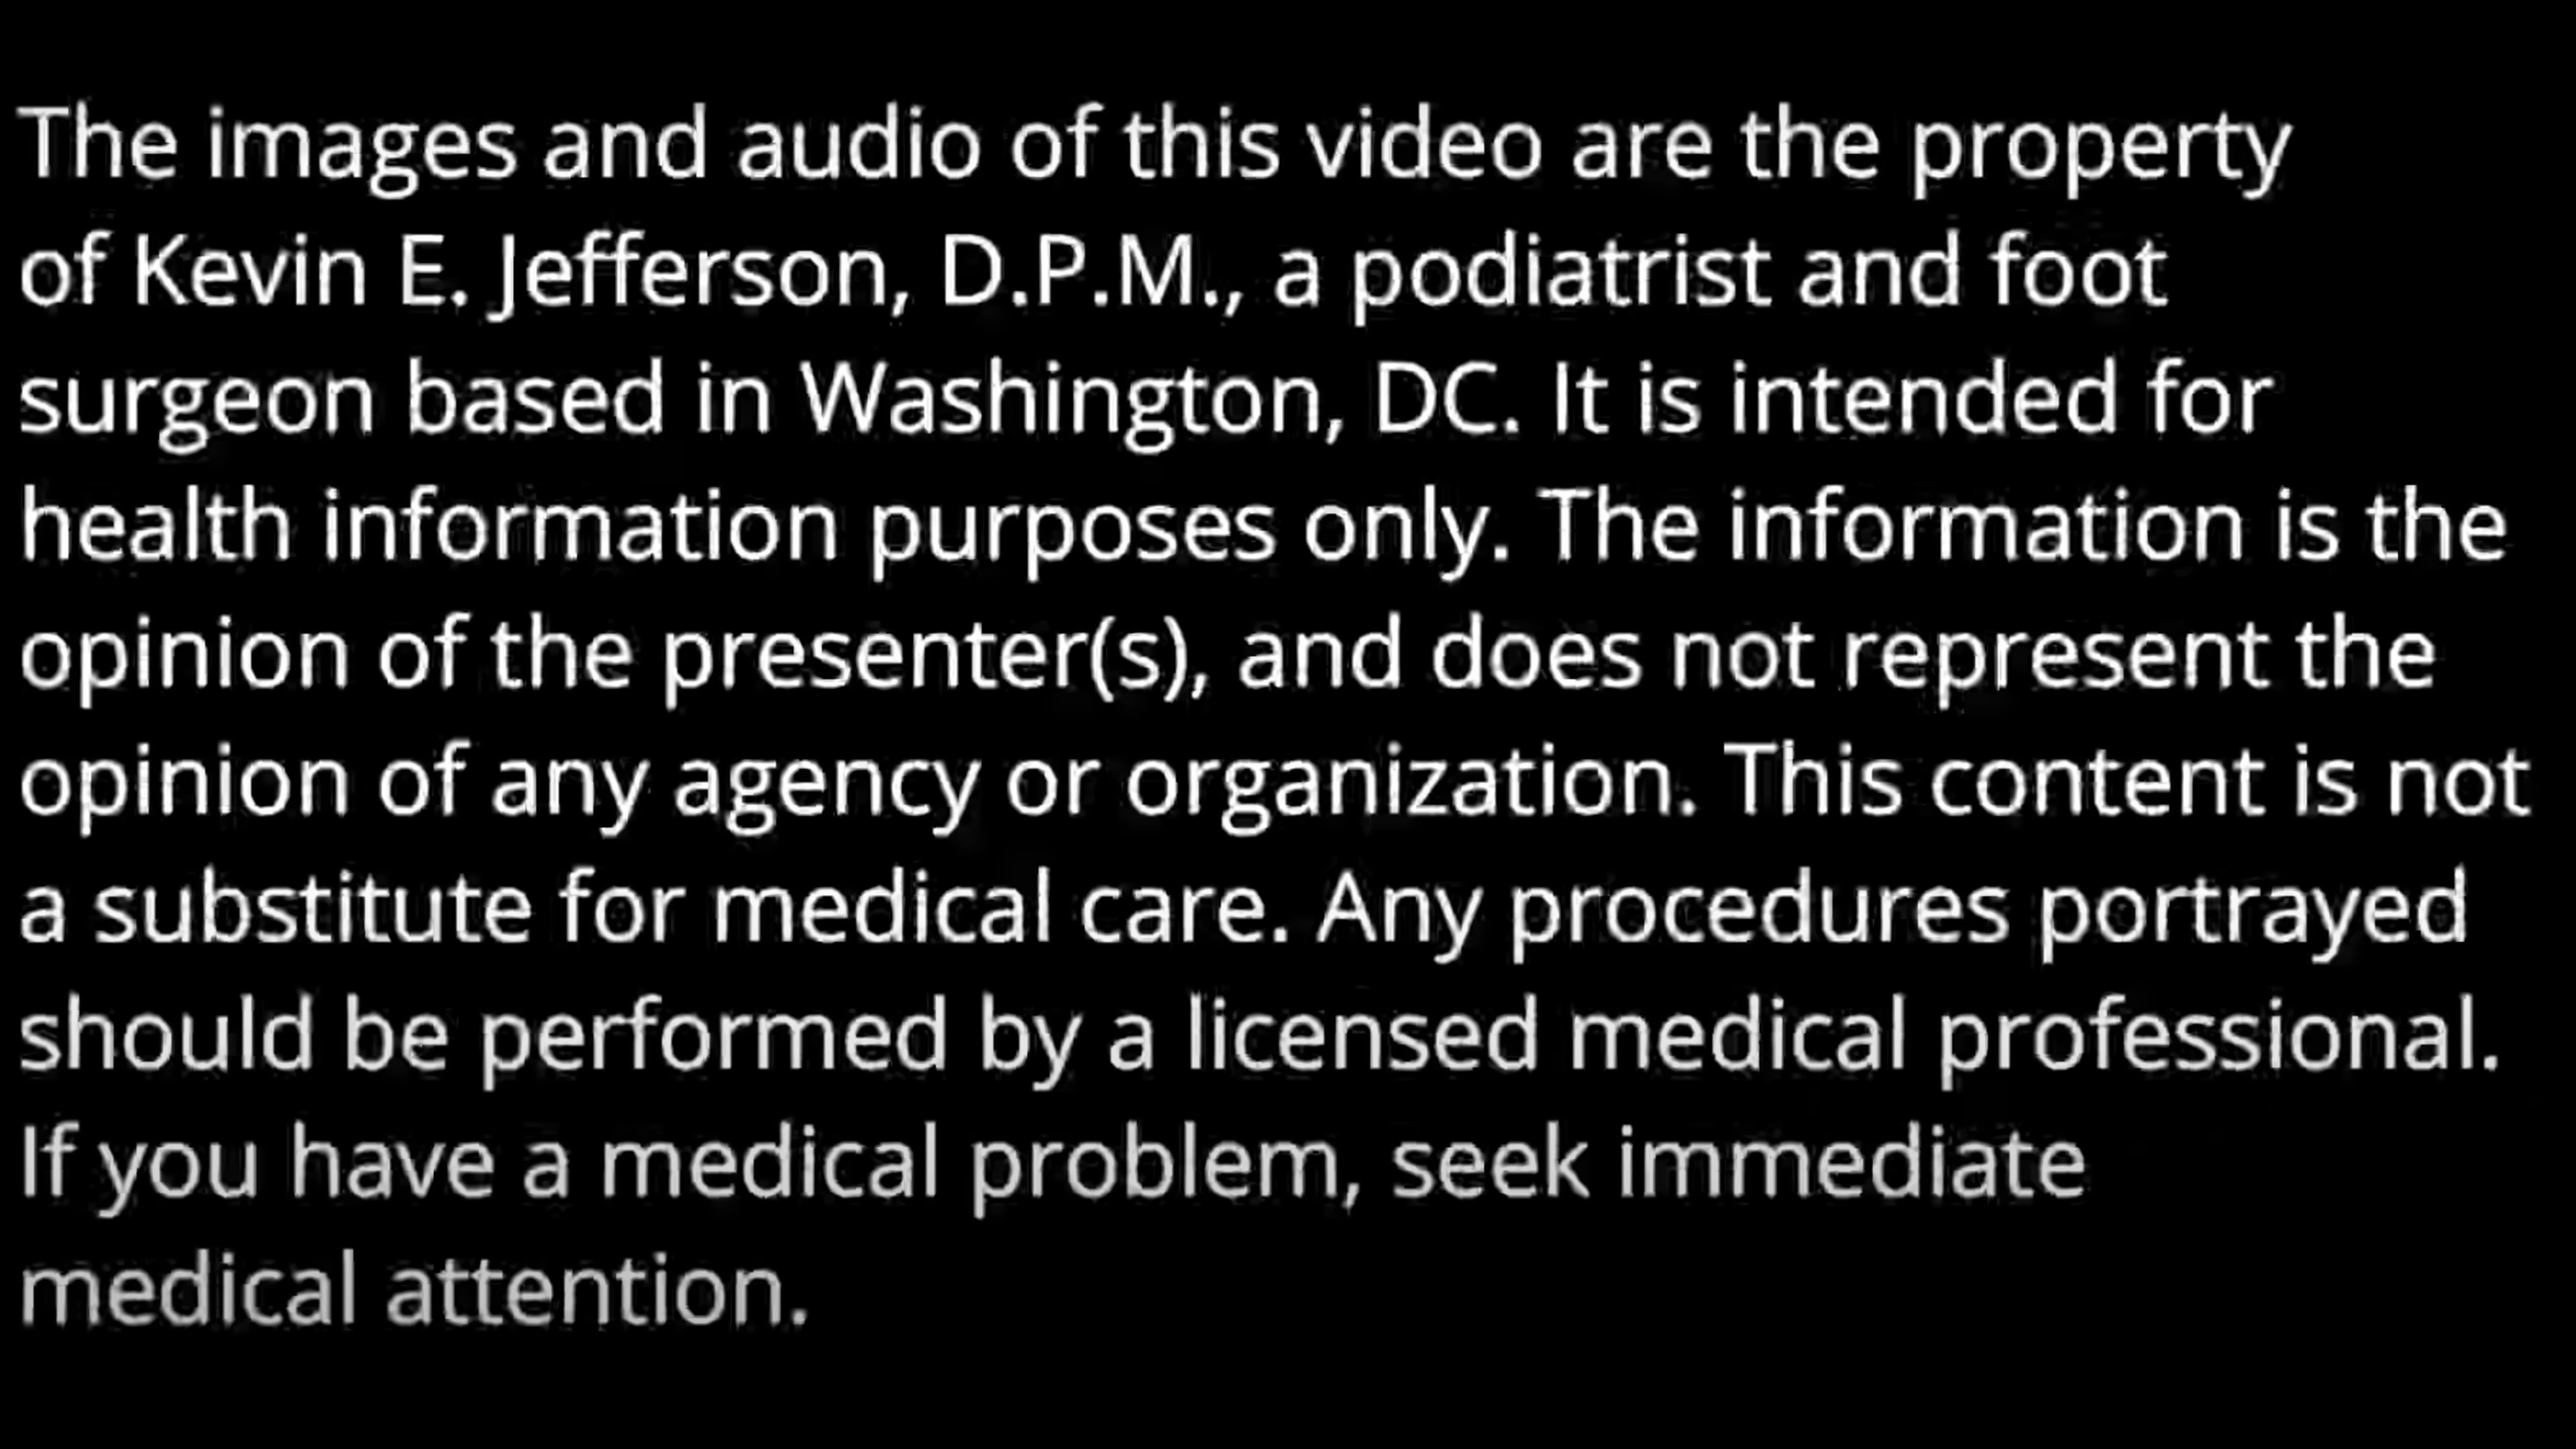 The images and audio of this video are the property
of Kevin E. Jefferson, D.P.M., a podiatrist and foot
surgeon based in Washington, DC. It is intended for
health information purposes only. The information is the
opinion of the presenter(s), and does not represent the
opinion of any agency or organization. This content is not
a substitute for medical care. Any procedures portrayed
should be performed by a licensed medical professional.
If you have a medical problem, seek immediate
medical attention.